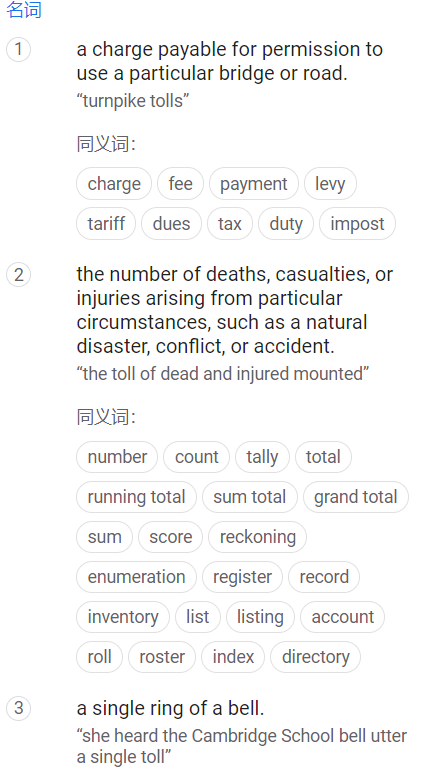 名词
1 a charge payable for permission to
use a particular bridge or road.
“turnpike tolls”
同义词：
charge fee payment levy
tariff dues tax duty impost
2 the number of deaths, casualties, or
injuries arising from particular
circumstances, such as a natural
disaster, conflict, or accident.
“the toll of dead and injured mounted”
同义词：
number count tally total
running total sum total grand total
sum score reckoning
enumeration register record
inventory list listing account
roll roster index directory
3 a single ring of a bell.
“she heard the Cambridge School bell utter
a single toll”